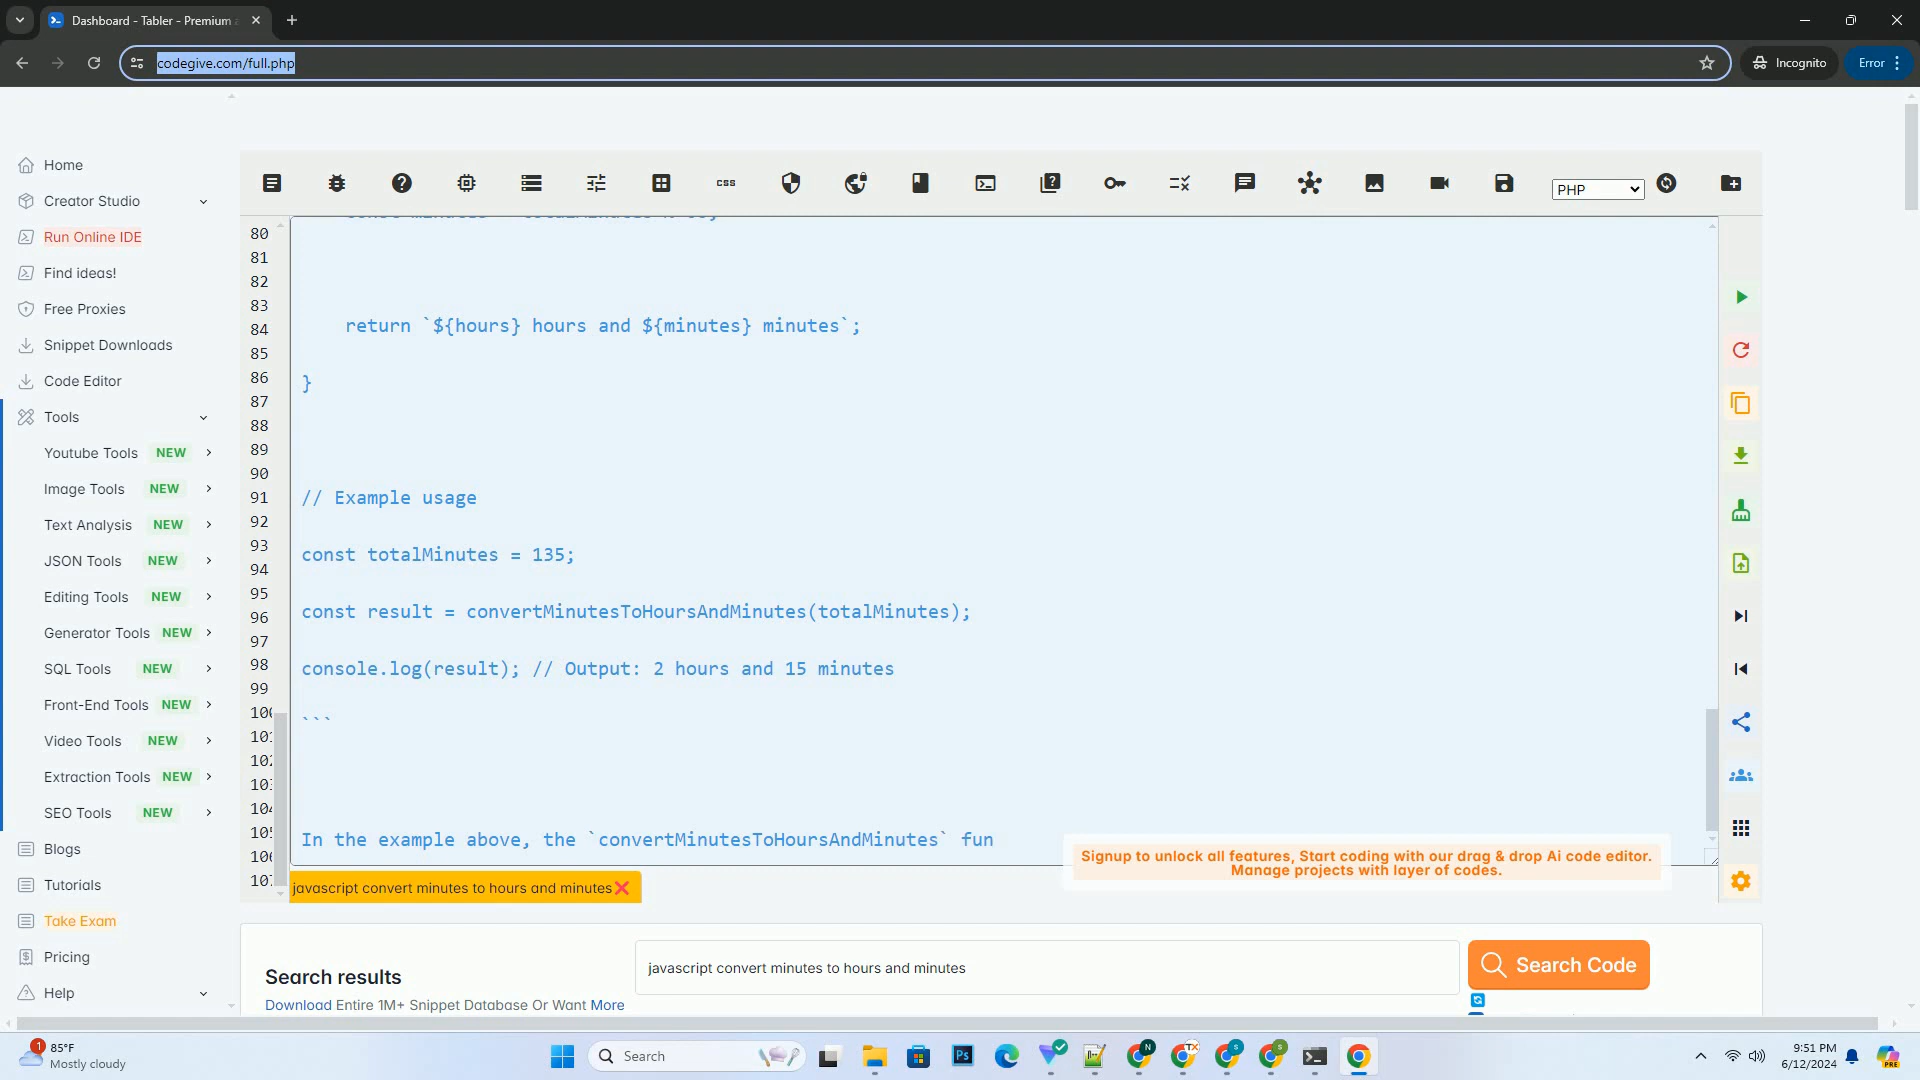 Dashboard - Tabler - Premium
codegive.com/full.php
Incognito
Error
Home
Creator Studio
Run Online IDE
Find ideas!
Free Proxies
Snippet Downloads
Code Editor
Tools
Youtube Tools NEW
Image Tools NEW
Text Analysis NEW
JSON Tools NEW
Editing Tools NEW
Generator Tools NEW
SQL Tools NEW
Front-End Tools NEW
Video Tools NEW
Extraction Tools NEW
SEO Tools NEW
Blogs
Tutorials
Take Exam
Pricing
Help
css
PHP
80
81
82
83
84
85
86
87
88
89
90
91
92
93
94
95
96
97
98
99
return `${hours} hours and ${minutes} minutes`;
}
// Example usage
const totalMinutes = 135;
const result = convertMinutesToHoursAndMinutes(totalMinutes);
console.log(result); // Output: 2 hours and 15 minutes
```
In the example above, the `convertMinutesToHoursAndMinutes` fun
Signup to unlock all features, Start coding with our drag & drop Ai code editor.
Manage projects with layer of codes.
javascript convert minutes to hours and minutes
Search results
Download Entire 1M+ Snippet Database Or Want More
javascript convert minutes to hours and minutes
Search Code
1
85°F
Mostly cloudy
Search
Ps
N
TX
S
S
9:51 PM
6/12/2024
PRE